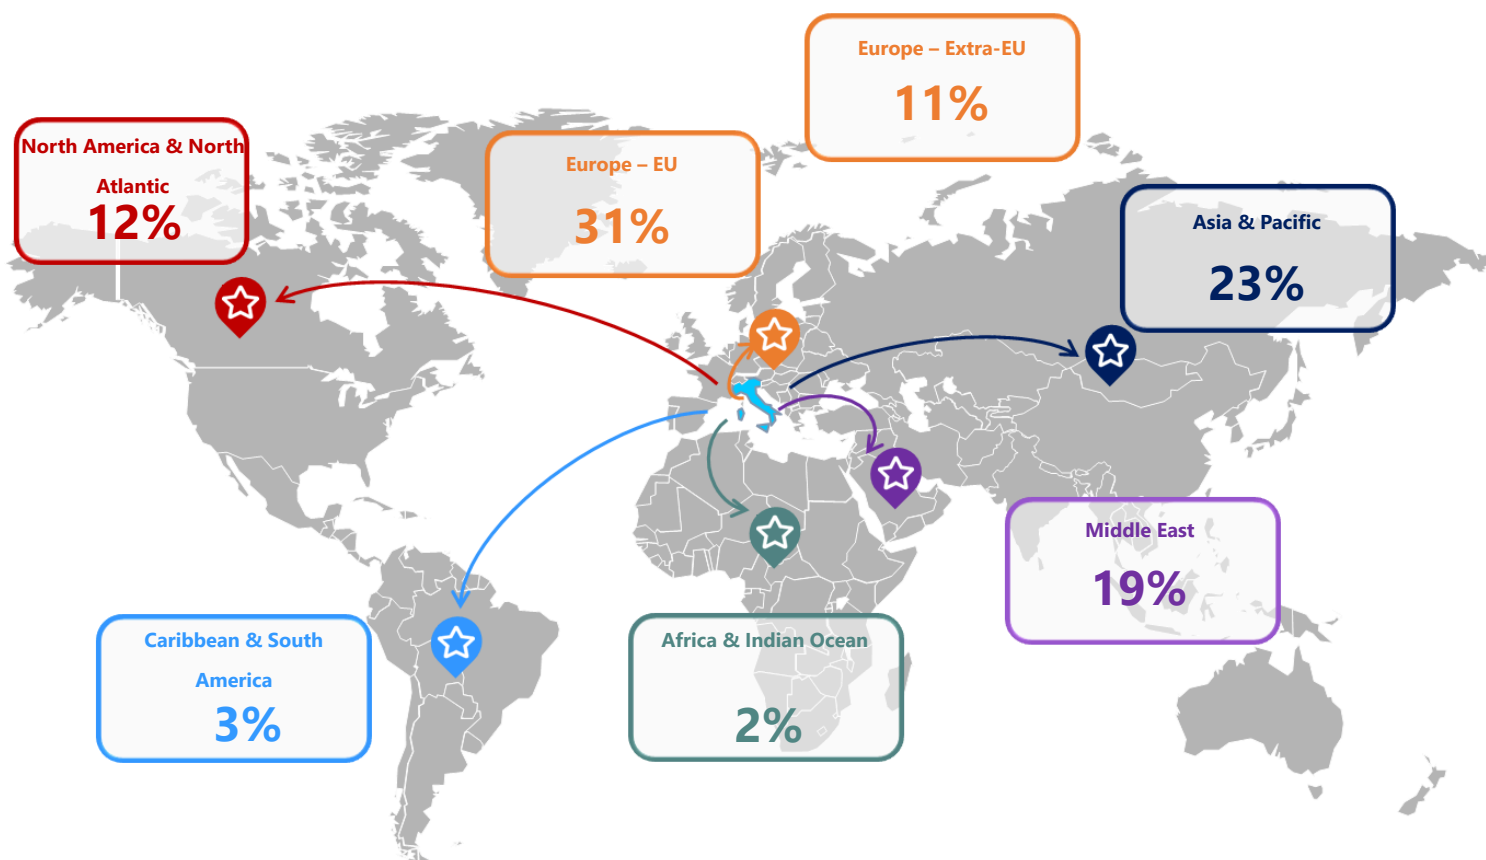 Europe – Extra-EU
11%
North America & North
Atlantic
12%
Europe – EU
31%
Asia & Pacific
23%
Middle East
19%
Caribbean & South
America
3%
Africa & Indian Ocean
2%